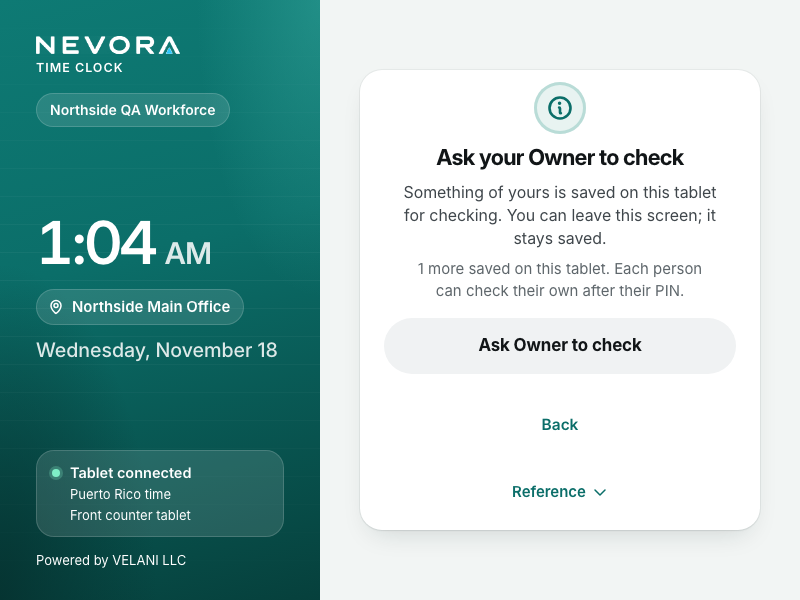 NEVORA
TIME CLOCK
Northside QA Workforce
1:04 AM
Northside Main Office
Wednesday, November 18
Tablet connected
Puerto Rico time
Front counter tablet
Powered by VELANI LLC
Ask your Owner to check
Something of yours is saved on this tablet
for checking. You can leave this screen; it
stays saved.
1 more saved on this tablet. Each person
can check their own after their PIN.
Ask Owner to check
Back
Reference